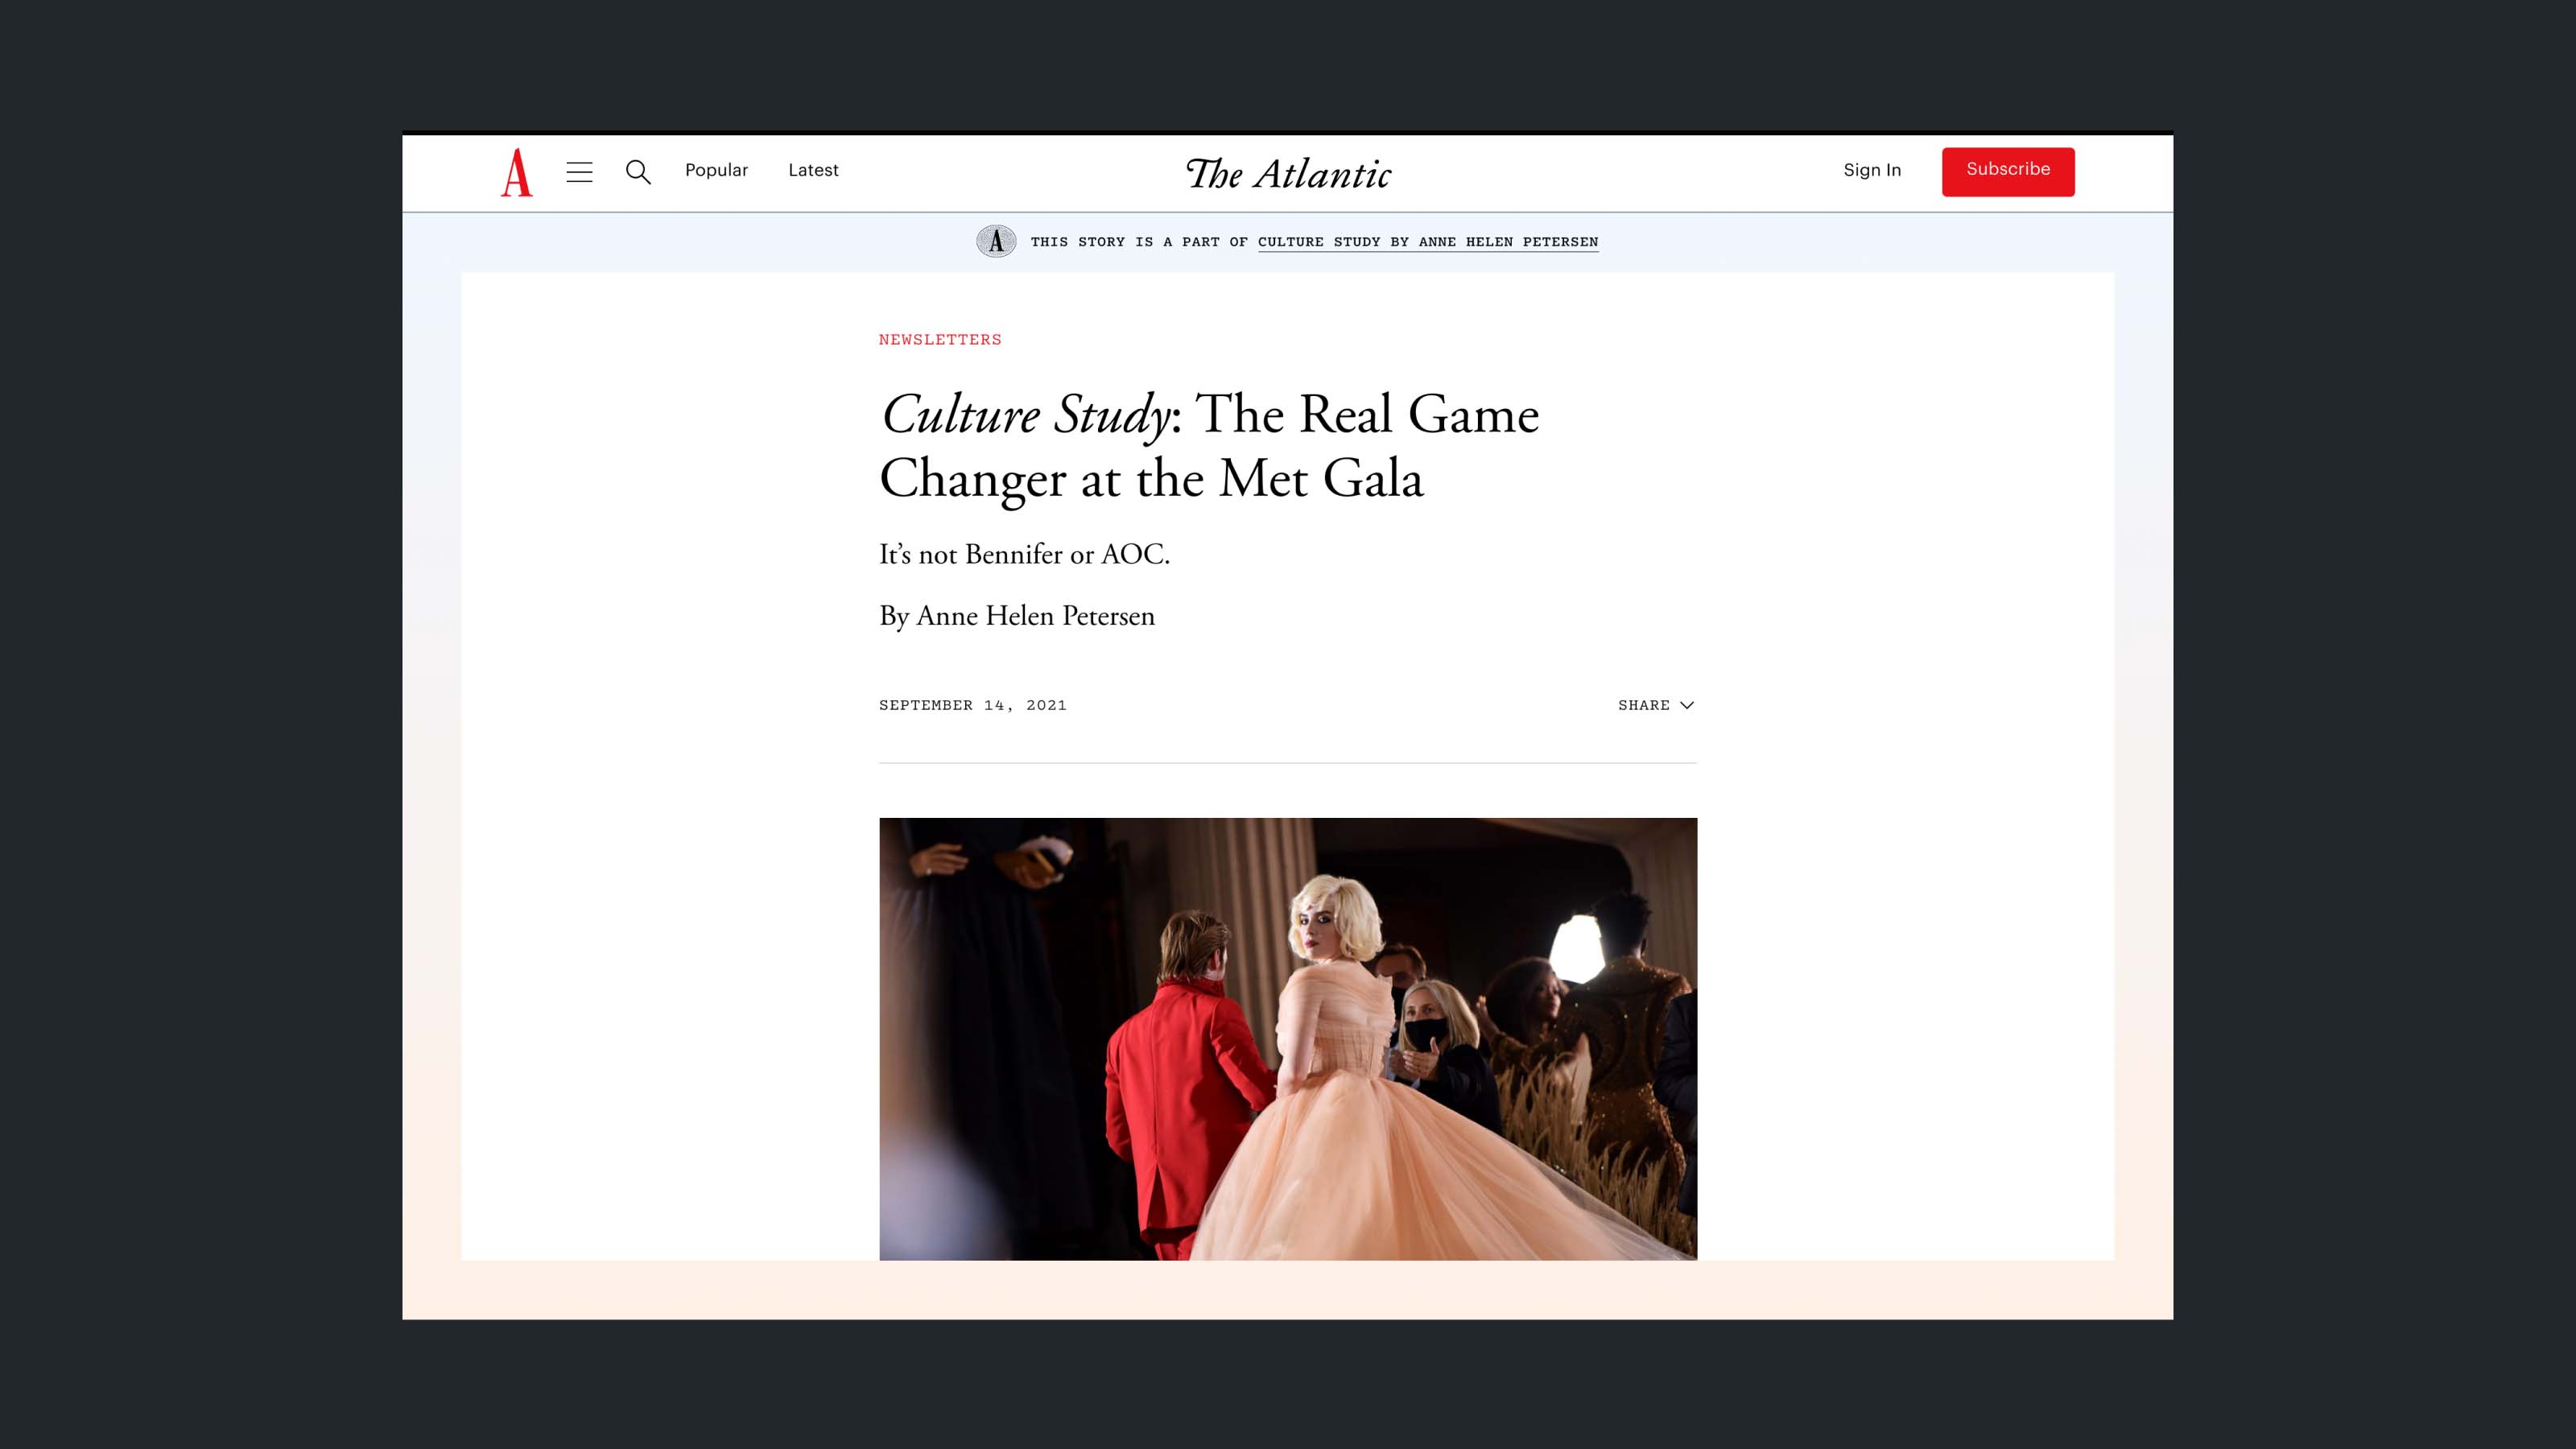 A
Popular
Latest
The Atlantic
Sign In
Subscribe
A
THIS STORY IS A PART OF CULTURE STUDY BY ANNE HELEN PETERSEN
NEWSLETTERS
Culture Study: The Real Game
Changer at the Met Gala
It’s not Bennifer or AOC.
By Anne Helen Petersen
SEPTEMBER 14, 2021
SHARE